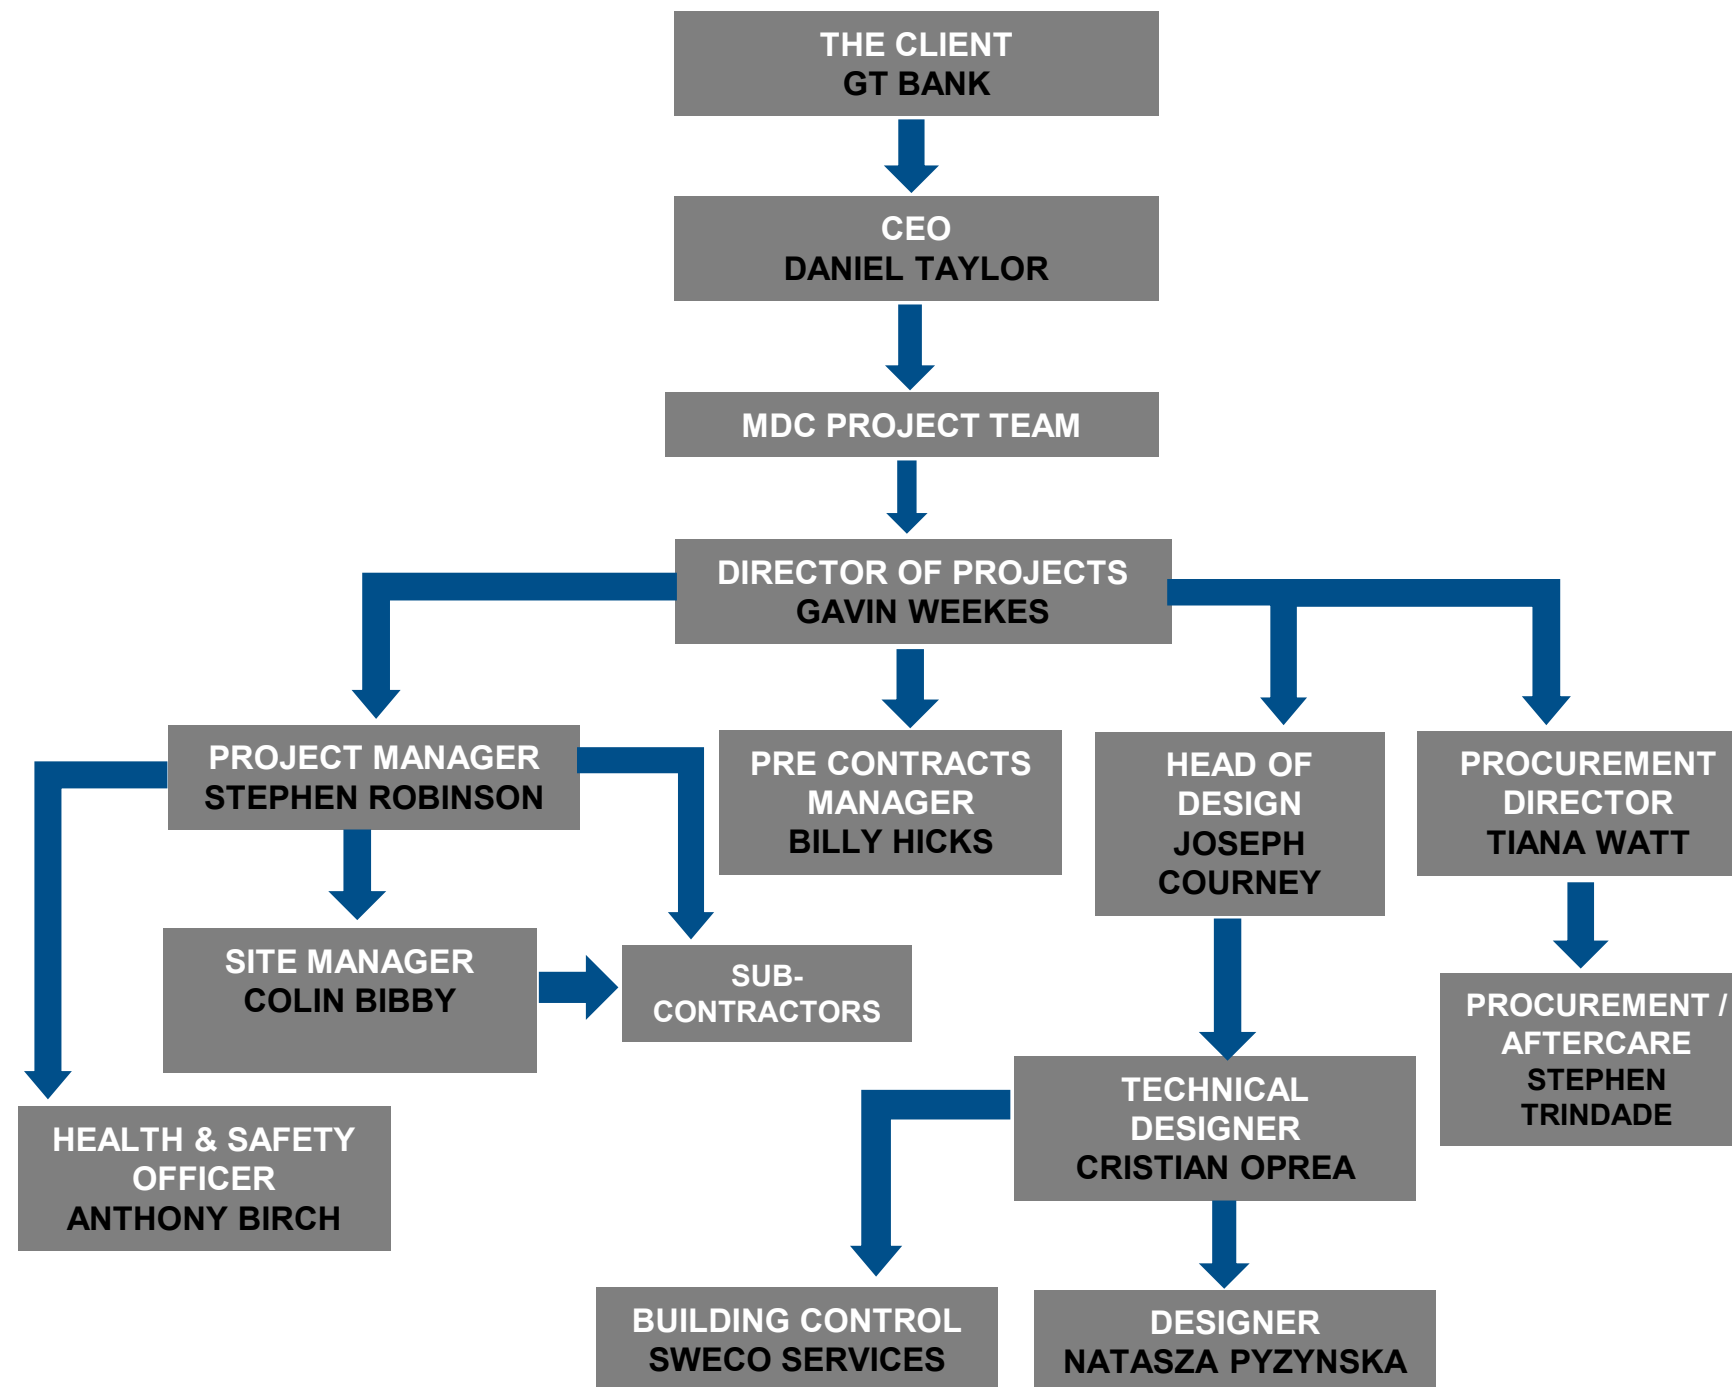 THE CLIENT
GT BANK
CEO
DANIEL TAYLOR
MDC PROJECT TEAM
DIRECTOR OF PROJECTS
GAVIN WEEKES
PROJECT MANAGER
STEPHEN ROBINSON
PRE CONTRACTS
MANAGER
BILLY HICKS
HEAD OF
DESIGN
JOSEPH
COURNEY
PROCUREMENT
DIRECTOR
TIANA WATT
SITE MANAGER
COLIN BIBBY
SUB-
CONTRACTORS
PROCUREMENT /
AFTERCARE
STEPHEN
TRINDADE
HEALTH & SAFETY
OFFICER
ANTHONY BIRCH
TECHNICAL
DESIGNER
CRISTIAN OPREA
BUILDING CONTROL
SWECO SERVICES
DESIGNER
NATASZA PYZYNSKA